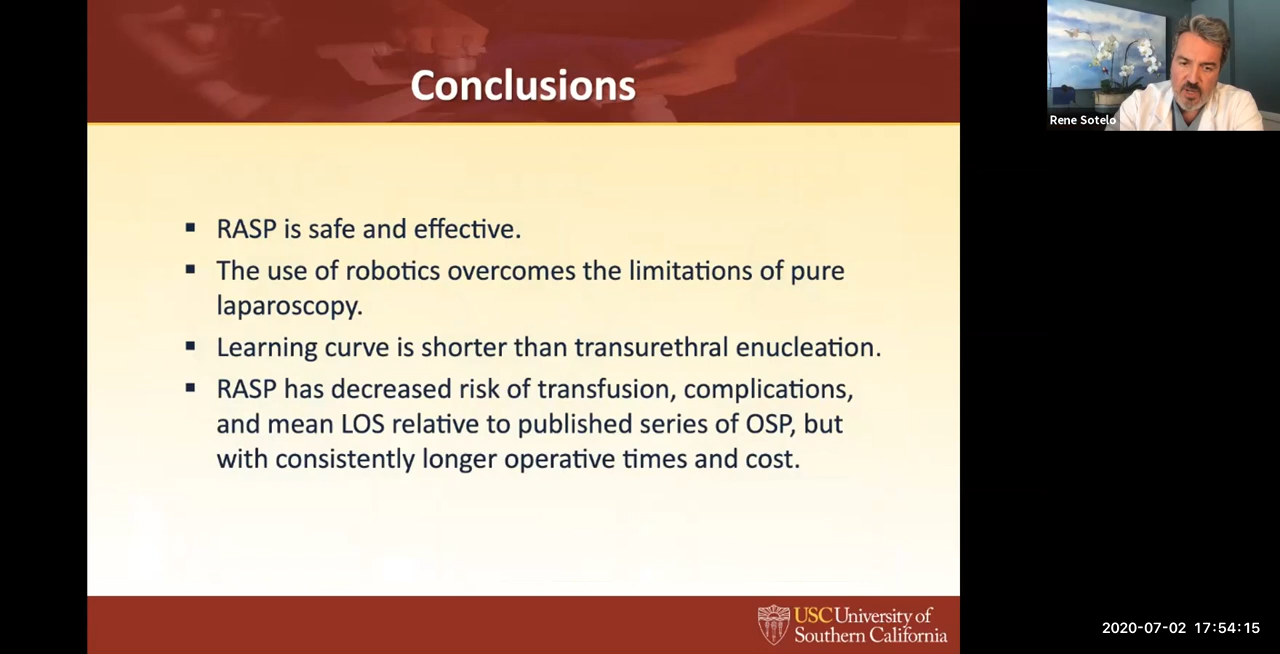 Conclusions
Rene Sotelo
▪ RASP is safe and effective.
▪ The use of robotics overcomes the limitations of pure
laparoscopy.
▪ Learning curve is shorter than transurethral enucleation.
▪ RASP has decreased risk of transfusion, complications,
and mean LOS relative to published series of OSP, but
with consistently longer operative times and cost.
USC University of
Southern California
2020-07-02 17:54:15